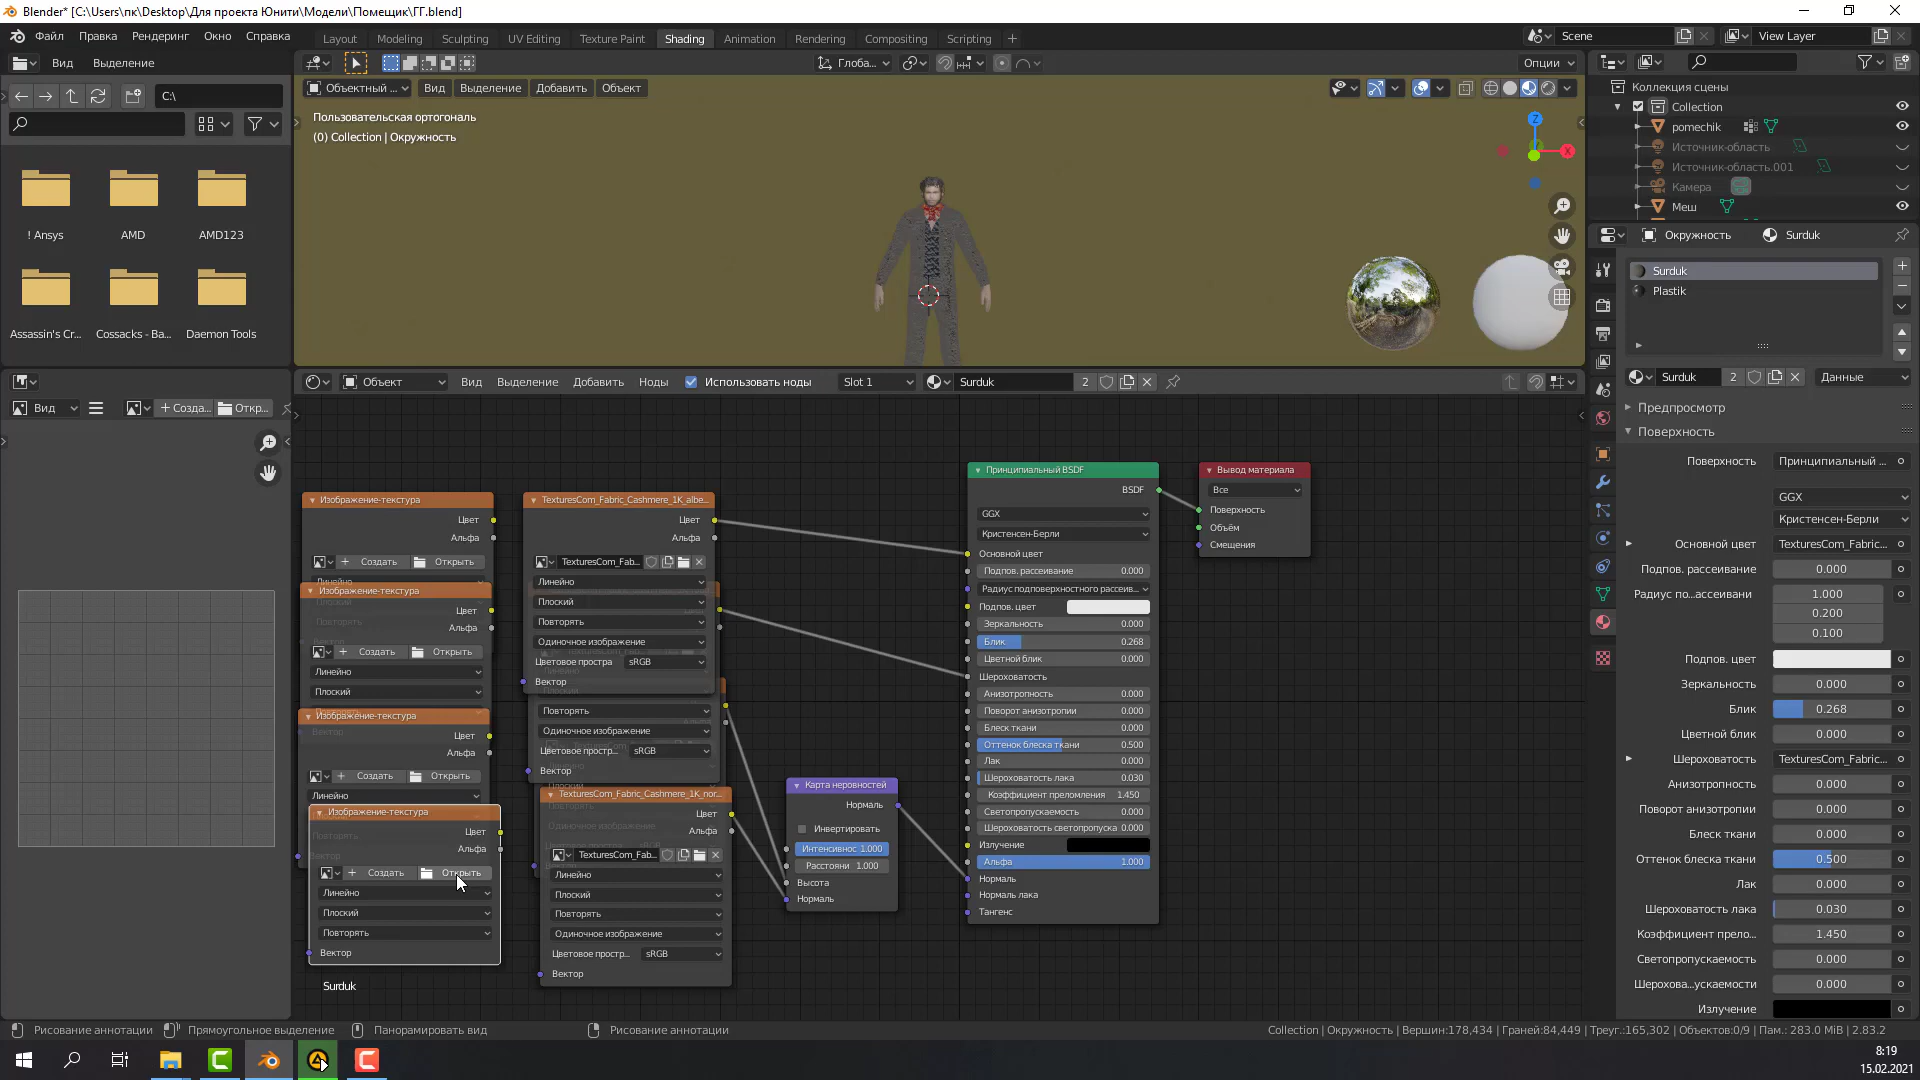 Blender* [C:\Users\пк\Desktop\Для проекта Юнити\Модели\Помещик\ГГ.blend]
Файл Правка Рендеринг Окно Справка
Layout Modeling Sculpting UV Editing Texture Paint Shading Animation Rendering Compositing Scripting
Scene View Layer
Вид Выделение
Глоба... Опции
C:\
Объектный ... Вид Выделение Добавить Объект
Пользовательская ортогональ
(0) Collection | Окружность
Z
X
! Ansys AMD AMD123
Assassin's Cr... Cossacks - Ba... Daemon Tools
Коллекция сцены
Collection
pomechik
Источник-область
Источник-область.001
Камера
Меш
Окружность Surduk
Surduk
Plastik
Surduk 2 Данные
Объект Вид Выделение Добавить Ноды Использовать ноды Slot 1 Surduk 2
Вид Созда... Откр...
Изображение-текстура
Цвет
Альфа
Создать Открыть
Линейно
Изображение-текстура
Цвет
Альфа
Создать Открыть
Линейно
Плоский
Вектор
Изображение-текстура
Цвет
Альфа
Создать Открыть
Линейно
Изображение-текстура
Цвет
Альфа
Создать Открыть
Линейно
Плоский
Повторять
Вектор
Surduk
TexturesCom_Fabric_Cashmere_1K_albe...
Цвет
Альфа
TexturesCom_Fab...
Линейно
Плоский
Повторять
Одиночное изображение
Цветовое простра sRGB
Вектор
Повторять
Одиночное изображение
Цветовое простр... sRGB
Вектор
TexturesCom_Fabric_Cashmere_1K_nor...
Цвет
Альфа
TexturesCom_Fab...
Линейно
Плоский
Повторять
Одиночное изображение
Цветовое простр... sRGB
Вектор
Карта неровностей
Нормаль
Инвертировать
Интенсивнос 1.000
Расстояни 1.000
Высота
Нормаль
Принципиальный BSDF
BSDF
GGX
Кристенсен-Берли
Основной цвет
Подпов. рассеивание 0.000
Радиус подповерхностного рассеив...
Подпов. цвет
Зеркальность 0.000
Блик 0.268
Цветной блик 0.000
Шероховатость
Анизотропность 0.000
Поворот анизотропии 0.000
Блеск ткани 0.000
Оттенок блеска ткани 0.500
Лак 0.000
Шероховатость лака 0.030
Коэффициент преломления 1.450
Светопропускаемость 0.000
Шероховатость светопропуска 0.000
Излучение
Альфа 1.000
Нормаль
Нормаль лака
Тангенс
Вывод материала
Все
Поверхность
Объём
Смещения
Предпросмотр
Поверхность
Поверхность Принципиальный ...
GGX
Кристенсен-Берли
Основной цвет TexturesCom_Fabric...
Подпов. рассеяние 0.000
Радиус по...ассеивани 1.000
0.200
0.100
Подпов. цвет
Зеркальность 0.000
Блик 0.268
Цветной блик 0.000
Шероховатость TexturesCom_Fabric...
Анизотропность 0.000
Поворот анизотропии 0.000
Блеск ткани 0.000
Оттенок блеска ткани 0.500
Лак 0.000
Шероховатость лака 0.030
Коэффициент прело... 1.450
Светопропускаемость 0.000
Шерохова...ускаемости 0.000
Излучение
Рисование аннотации Прямоугольное выделение Панорамировать вид Рисование аннотации
Collection | Окружность | Вершин:178,434 | Граней:84,449 | Треуг.:165,302 | Объектов:0/9 | Пам.: 283.0 MiB | 2.83.2
8:19
15.02.2021